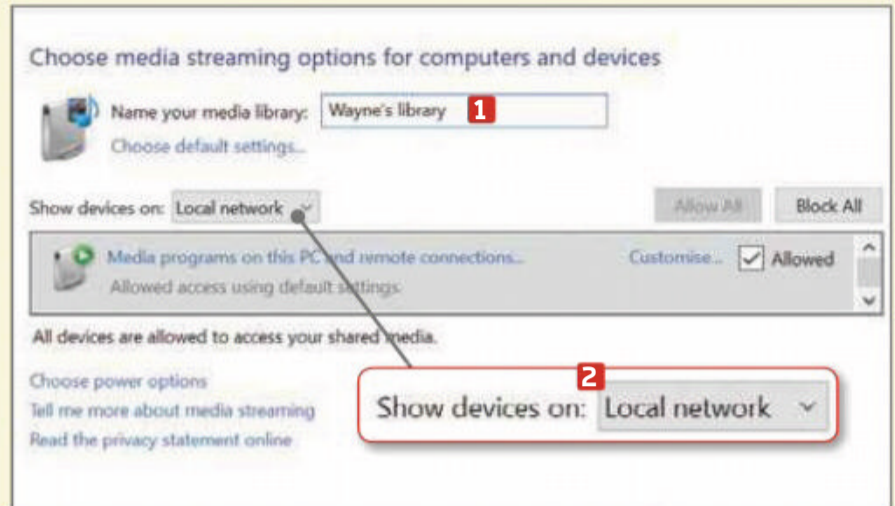 Choose media streaming options for computers and devices
Name your media library: Wayne's library 1
Choose default settings...
Show devices on: Local network Allow All Block All
Media programs on this PC and remote connections... Customise... Allowed
Allowed access using default settings.
All devices are allowed to access your shared media.
Choose power options
Tell me more about media streaming
Read the privacy statement online
2
Show devices on: Local network